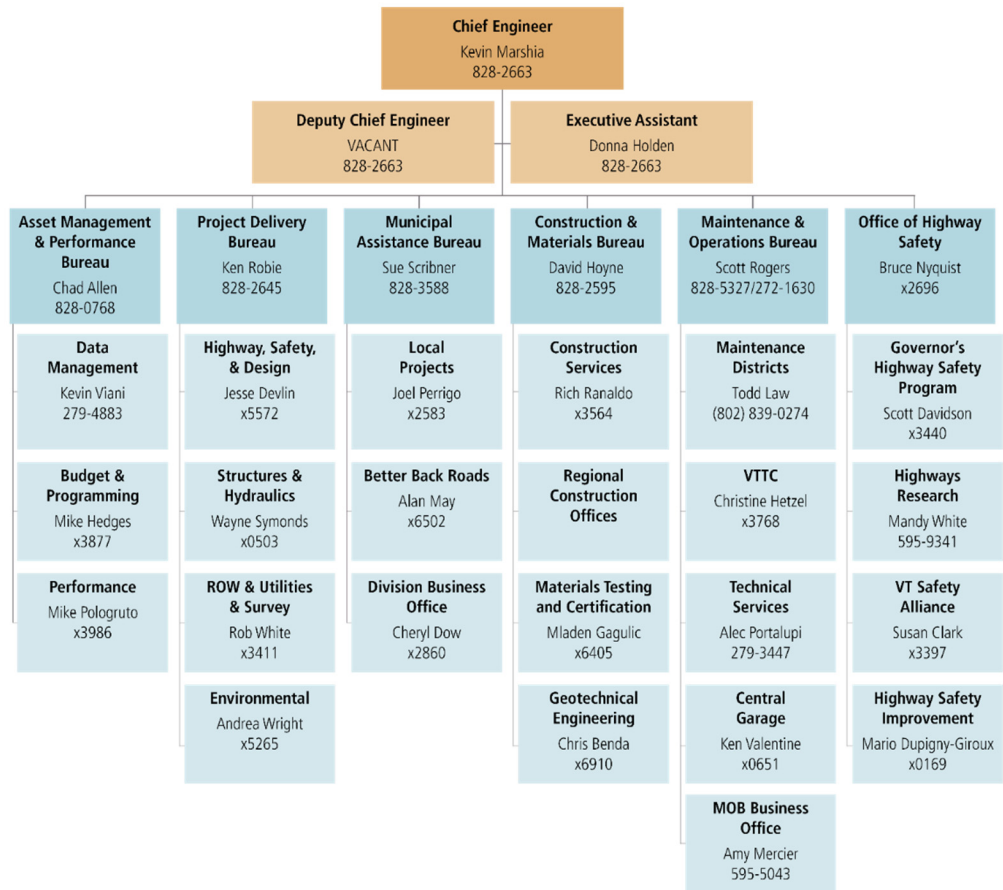 Chief Engineer
Kevin Marshia
828-2663
Deputy Chief Engineer
VACANT
828-2663
Executive Assistant
Donna Holden
828-2663
Asset Management
& Performance
Bureau
Chad Allen
828-0768
Data
Management
Kevin Viani
279-4883
Budget &
Programming
Mike Hedges
x3877
Performance
Mike Pologruto
x3986
Project Delivery
Bureau
Ken Robie
828-2645
Highway, Safety,
& Design
Jesse Devlin
x5572
Structures &
Hydraulics
Wayne Symonds
x0503
ROW & Utilities
& Survey
Rob White
x3411
Environmental
Andrea Wright
x5265
Municipal
Assistance Bureau
Sue Scribner
828-3588
Local
Projects
Joel Perrigo
x2583
Better Back Roads
Alan May
x6502
Division Business
Office
Cheryl Dow
x2860
Construction &
Materials Bureau
David Hoyne
828-2595
Construction
Services
Rich Ranaldo
x3564
Regional
Construction
Offices
Materials Testing
and Certification
Mladen Gagulic
x6405
Geotechnical
Engineering
Chris Benda
x6910
Maintenance &
Operations Bureau
Scott Rogers
828-5327/272-1630
Maintenance
Districts
Todd Law
(802) 839-0274
VTTC
Christine Hetzel
x3768
Technical
Services
Alec Portalupi
279-3447
Central
Garage
Ken Valentine
x0651
MOB Business
Office
Amy Mercier
595-5043
Office of Highway
Safety
Bruce Nyquist
x2696
Governor's
Highway Safety
Program
Scott Davidson
x3440
Highways
Research
Mandy White
595-9341
VT Safety
Alliance
Susan Clark
x3397
Highway Safety
Improvement
Mario Dupigny-Giroux
x0169